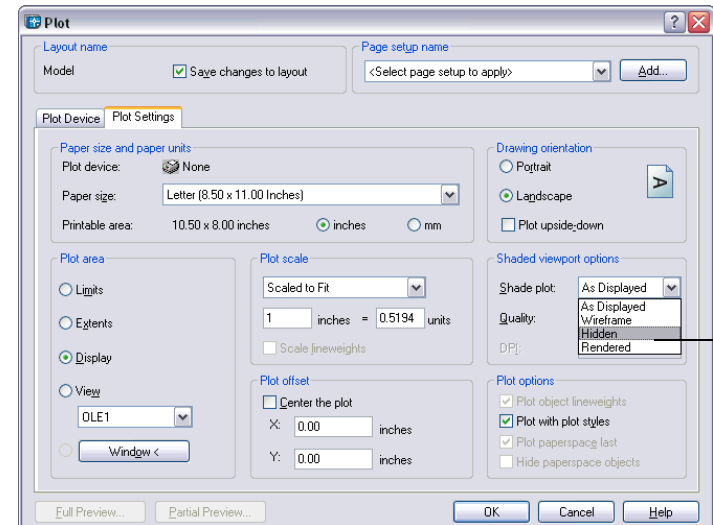 Plot
Layout name
Model
Save changes to layout
Page setup name
<Select page setup to apply>
Add...
Plot Device
Plot Settings
Paper size and paper units
Plot device:
None
Paper size:
Letter (8.50 x 11.00 Inches)
Printable area:
10.50 x 8.00 inches
inches
mm
Drawing orientation
Portrait
Landscape
Plot upside-down
A
Plot area
Limits
Extents
Display
View
OLE1
Window <
Plot scale
Scaled to Fit
1 inches = 0.5194 units
Scale lineweights
Plot offset
Center the plot
X: 0.00 inches
Y: 0.00 inches
Shaded viewport options
Shade plot:
As Displayed
As Displayed
Wireframe
Hidden
Rendered
Quality:
DPI:
Plot options
Plot object lineweights
Plot with plot styles
Plot paperspace last
Hide paperspace objects
Full Preview...
Partial Preview...
OK
Cancel
Help